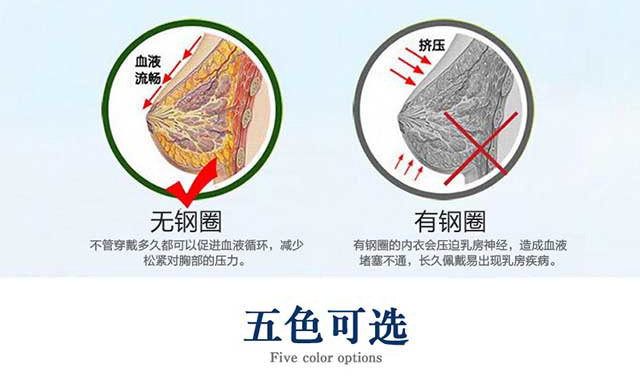 血液
流畅
挤压
无钢圈
不管穿戴多久都可以促进血液循环，减少
松紧对胸部的压力。
有钢圈
有钢圈的内衣会压迫乳房神经，造成血液
堵塞不通，长久佩戴易出现乳房疾病。
五色可选
Five color options